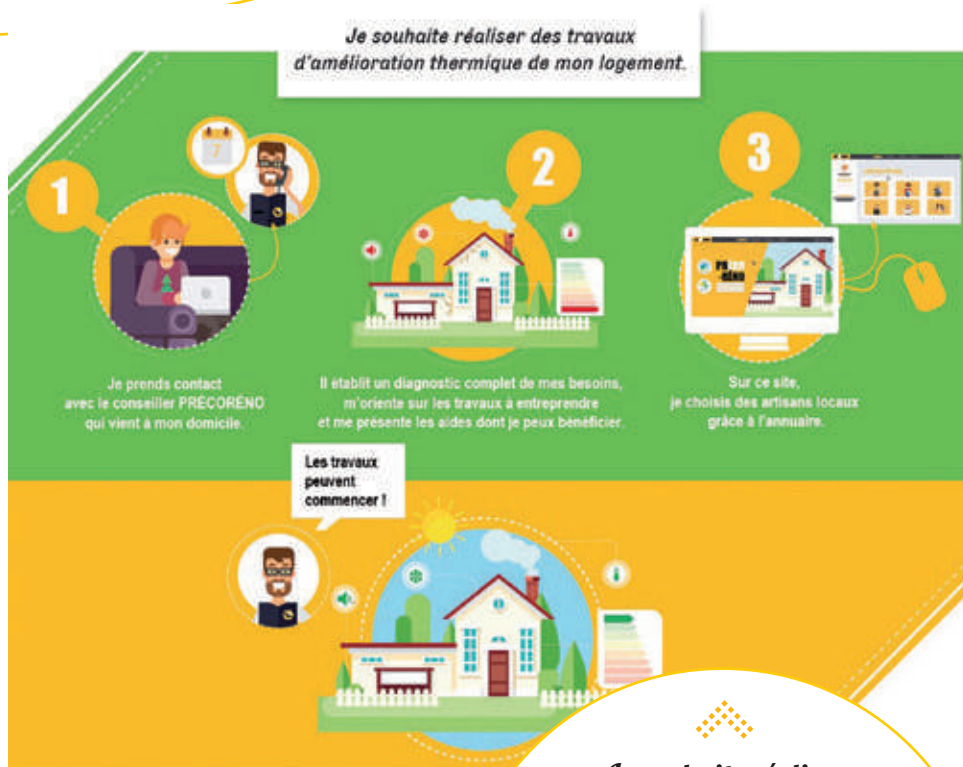 Je souhaite réaliser des travaux
d'amélioration thermique de mon logement.
1
7
2
3
PRÉCO
-RÉNO
Je prends contact
avec le conseiller PRÉCORÉNO
qui vient à mon domicile.
Il établit un diagnostic complet de mes besoins,
m'oriente sur les travaux à entreprendre
et me présente les aides dont je peux bénéficier.
Sur ce site,
je choisis des artisans locaux
grâce à l'annuaire.
Les travaux
peuvent
commencer !